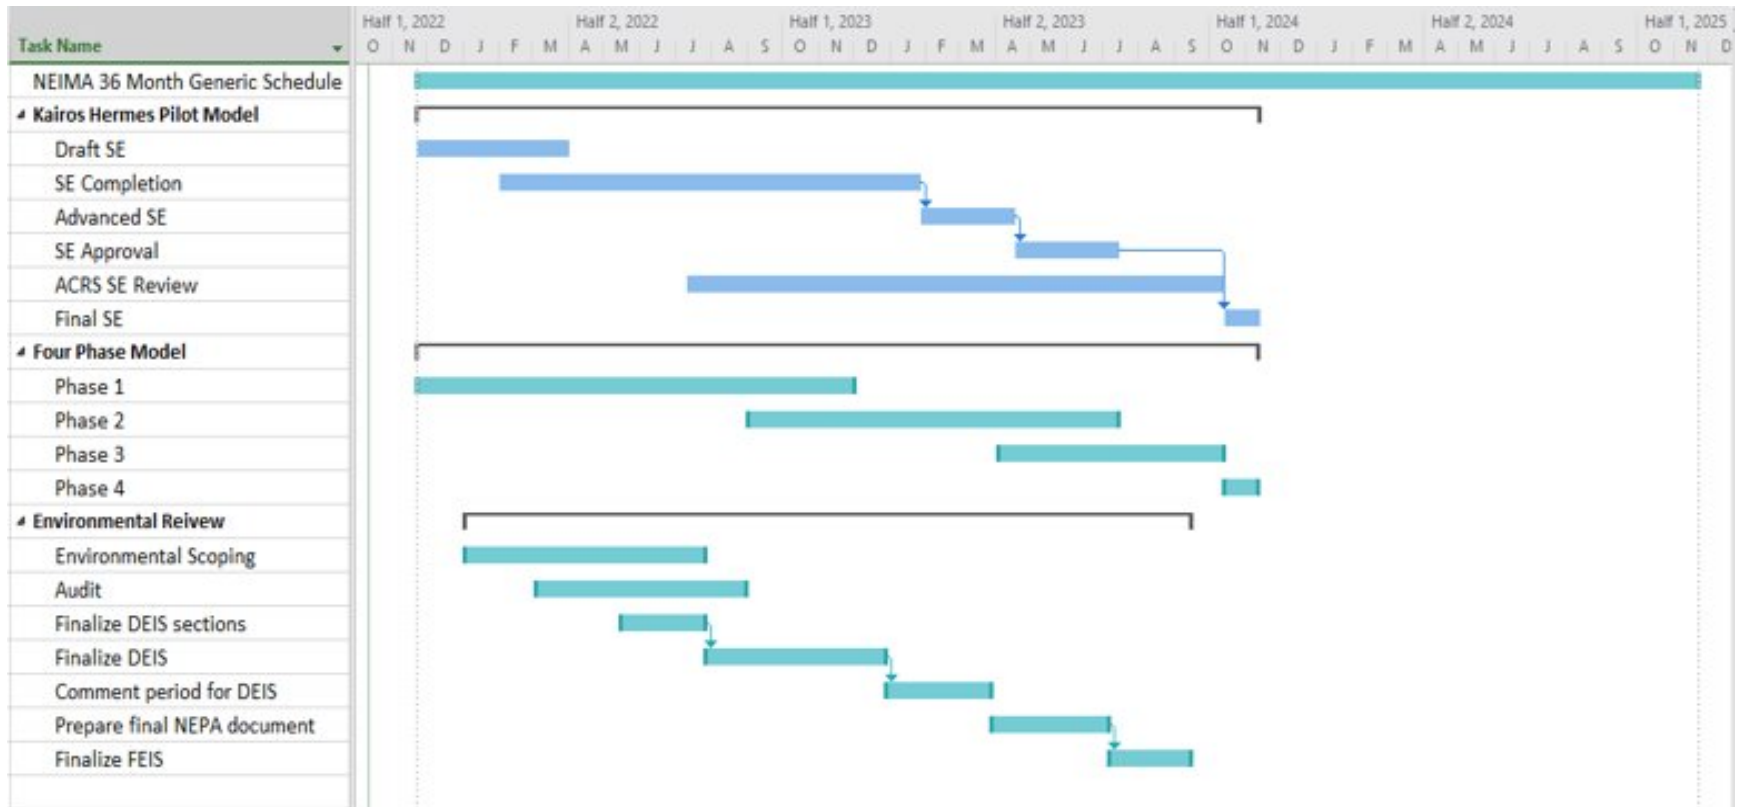 Half 1, 2022 Half 2, 2022 Half 1, 2023 Half 2, 2023 Half 1, 2024 Half 2, 2024 Half 1, 2025
Task Name O N D J F M A M J J A S O N D J F M A M J J A S O N D J F M A M J J A S O N D
NEIMA 36 Month Generic Schedule
Kairos Hermes Pilot Model
Draft SE
SE Completion
Advanced SE
SE Approval
ACRS SE Review
Final SE
Four Phase Model
Phase 1
Phase 2
Phase 3
Phase 4
Environmental Reivew
Environmental Scoping
Audit
Finalize DEIS sections
Finalize DEIS
Comment period for DEIS
Prepare final NEPA document
Finalize FEIS